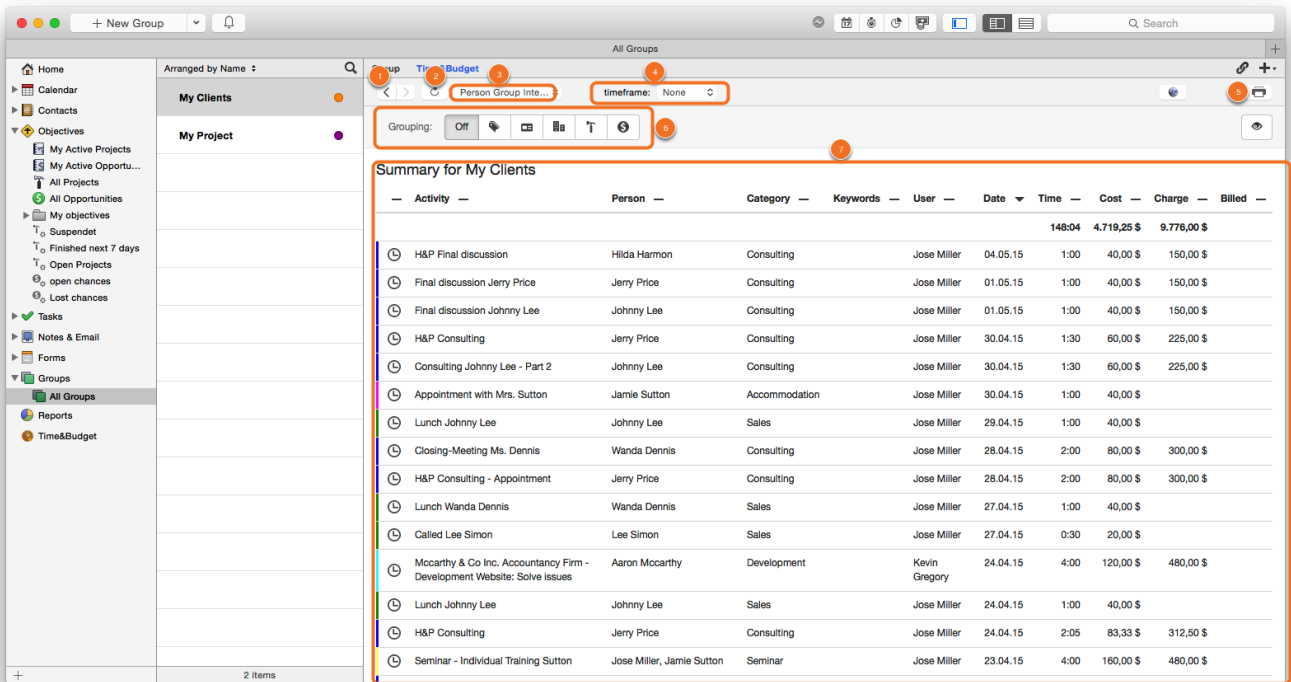 + New Group
Search
All Groups
Home
Calendar
Contacts
Objectives
My Active Projects
My Active Opportu...
All Projects
All Opportunities
My objectives
Suspendet
Finished next 7 days
Open Projects
open chances
Lost chances
Tasks
Notes & Email
Forms
Groups
All Groups
Reports
Time&Budget
Arranged by Name
My Clients
My Project
2 items
Group Time&Budget
1 2 3 4 5 6 7
Person Group Inte...
timeframe: None
Grouping: Off
Summary for My Clients
— Activity — Person — Category — Keywords — User — Date Time — Cost — Charge — Billed —
148:04 4.719,25 $ 9.776,00 $
H&P Final discussion Hilda Harmon Consulting Jose Miller 04.05.15 1:00 40,00 $ 150,00 $
Final discussion Jerry Price Jerry Price Consulting Jose Miller 01.05.15 1:00 40,00 $ 150,00 $
Final discussion Johnny Lee Johnny Lee Consulting Jose Miller 01.05.15 1:00 40,00 $ 150,00 $
H&P Consulting Jerry Price Consulting Jose Miller 30.04.15 1:30 60,00 $ 225,00 $
Consulting Johnny Lee - Part 2 Johnny Lee Consulting Jose Miller 30.04.15 1:30 60,00 $ 225,00 $
Appointment with Mrs. Sutton Jamie Sutton Accommodation Jose Miller 30.04.15 1:00 40,00 $
Lunch Johnny Lee Johnny Lee Sales Jose Miller 29.04.15 1:00 40,00 $
Closing-Meeting Ms. Dennis Wanda Dennis Consulting Jose Miller 28.04.15 2:00 80,00 $ 300,00 $
H&P Consulting - Appointment Jerry Price Consulting Jose Miller 28.04.15 2:00 80,00 $ 300,00 $
Lunch Wanda Dennis Wanda Dennis Sales Jose Miller 27.04.15 1:00 40,00 $
Called Lee Simon Lee Simon Sales Jose Miller 27.04.15 0:30 20,00 $
Mccarthy & Co Inc. Accountancy Firm - Aaron Mccarthy Development Kevin 24.04.15 4:00 120,00 $ 480,00 $
Development Website: Solve issues Gregory
Lunch Johnny Lee Johnny Lee Sales Jose Miller 24.04.15 1:00 40,00 $
H&P Consulting Jerry Price Consulting Jose Miller 24.04.15 2:05 83,33 $ 312,50 $
Seminar - Individual Training Sutton Jose Miller, Jamie Sutton Seminar Jose Miller 23.04.15 4:00 160,00 $ 480,00 $